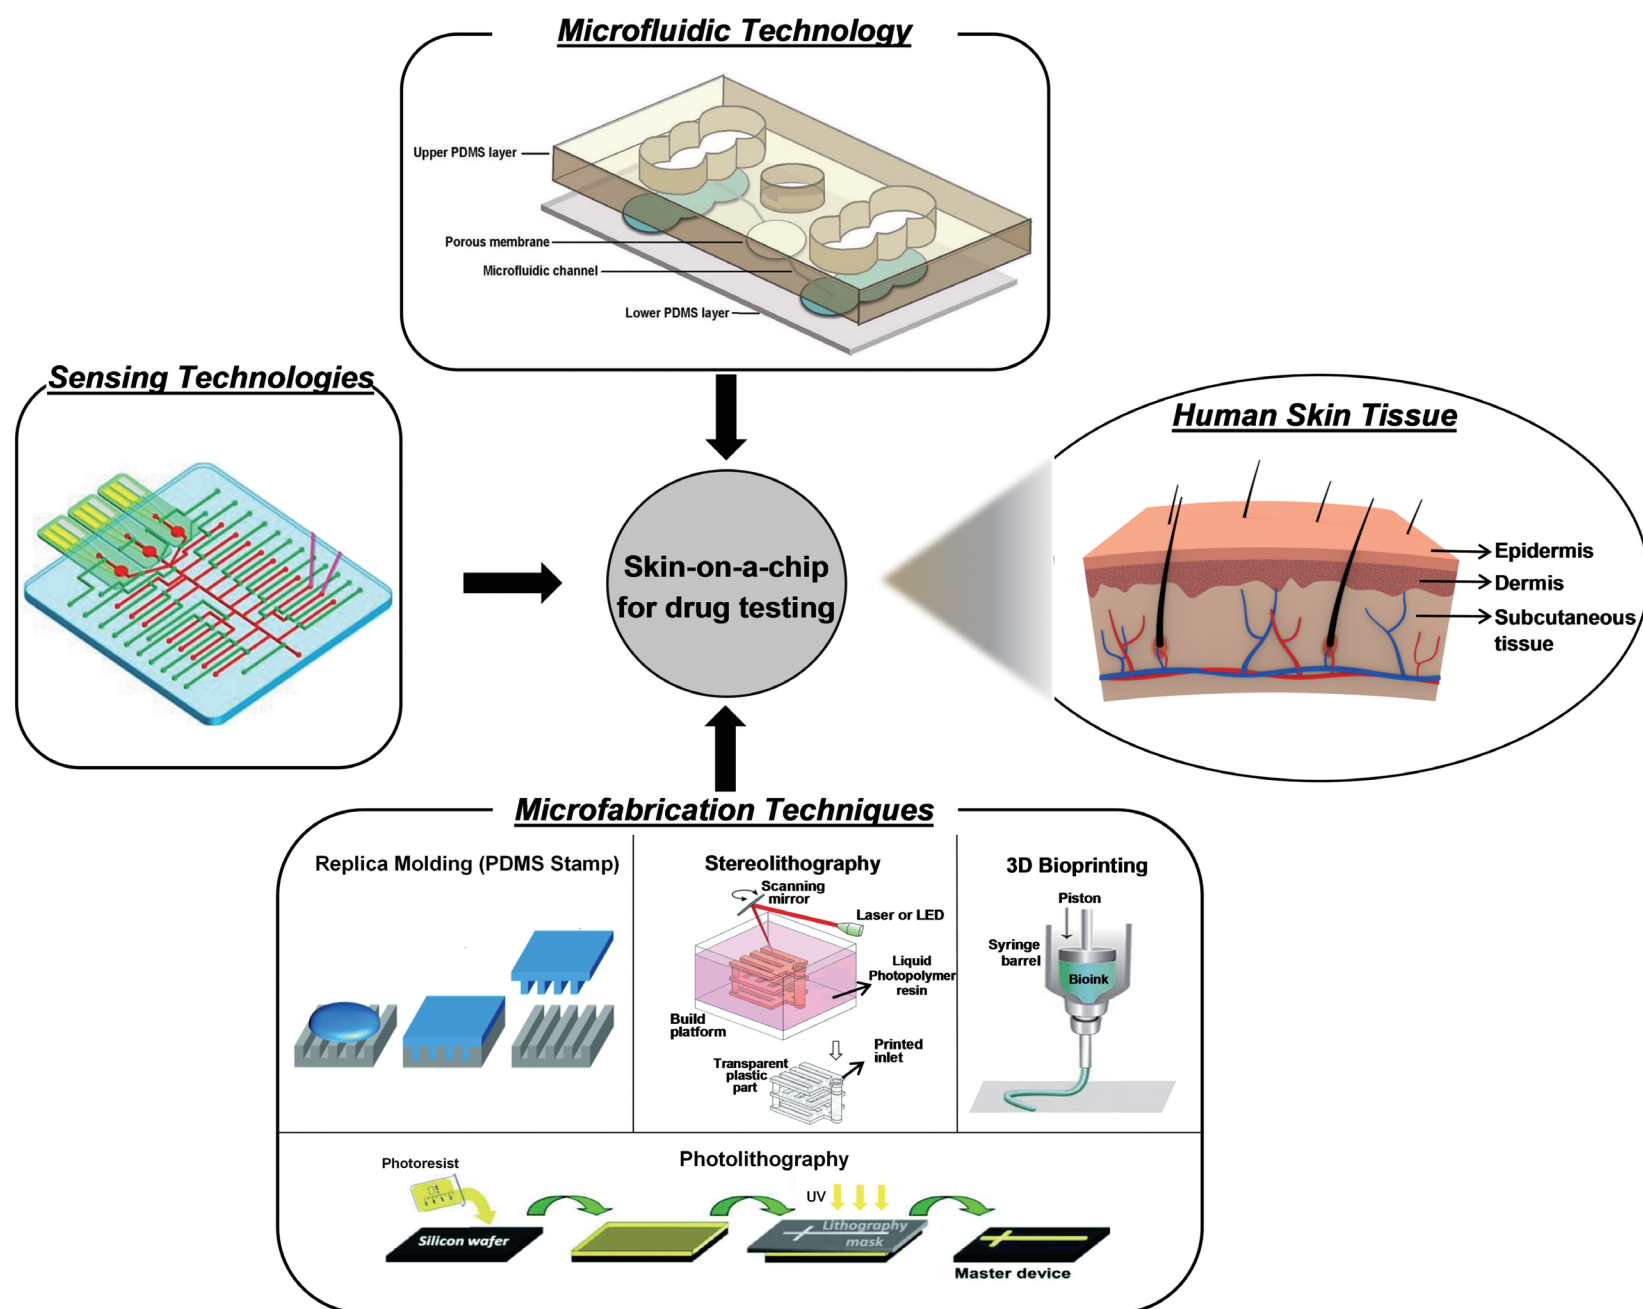 Microfluidic Technology
Upper PDMS layer
Porous membrane
Microfluidic channel
Lower PDMS layer
Sensing Technologies
Human Skin Tissue
Epidermis
Dermis
Subcutaneous
tissue
Skin-on-a-chip
for drug testing
Microfabrication Techniques
Replica Molding (PDMS Stamp)
Stereolithography
Scanning
mirror
Laser or LED
Liquid
Photopolymer
resin
Build
platform
Printed
inlet
Transparent
plastic
part
3D Bioprinting
Piston
Syringe
barrel
Bioink
Photolithography
Photoresist
Silicon wafer
UV
Lithography
mask
Master device